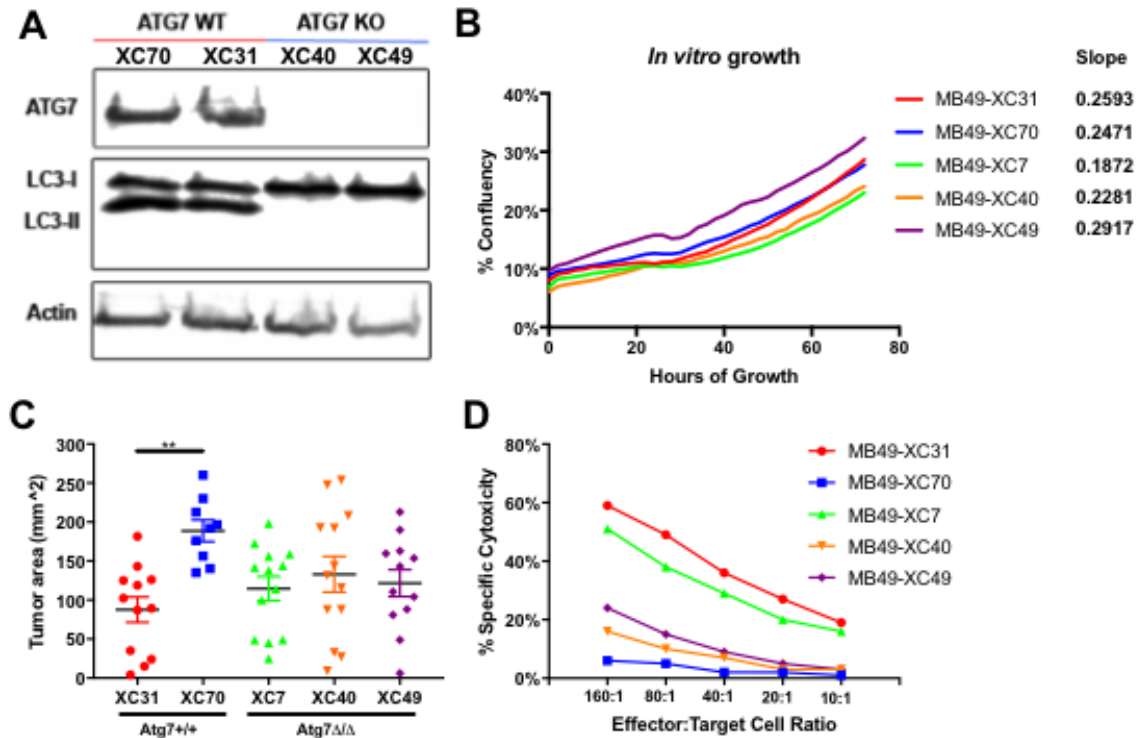 A
ATG7 WT ATG7 KO
XC70 XC31 XC40 XC49
ATG7
LC3-I
LC3-II
Actin
B
In vitro growth
Slope
MB49-XC31 0.2593
MB49-XC70 0.2471
MB49-XC7 0.1872
MB49-XC40 0.2281
MB49-XC49 0.2917
% Confluency
40%
30%
20%
10%
0%
0 20 40 60 80
Hours of Growth
C
**
Tumor area (mm^2)
300
250
200
150
100
50
0
XC31 XC70 XC7 XC40 XC49
Atg7+/+ Atg7Δ/Δ
D
% Specific Cytoxicity
80%
60%
40%
20%
0%
MB49-XC31
MB49-XC70
MB49-XC7
MB49-XC40
MB49-XC49
160:1 80:1 40:1 20:1 10:1
Effector:Target Cell Ratio